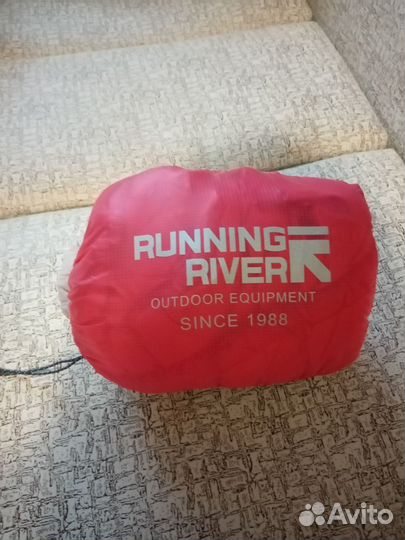 RUNNING
RIVER
OUTDOOR EQUIPMENT
SINCE 1988
Avito